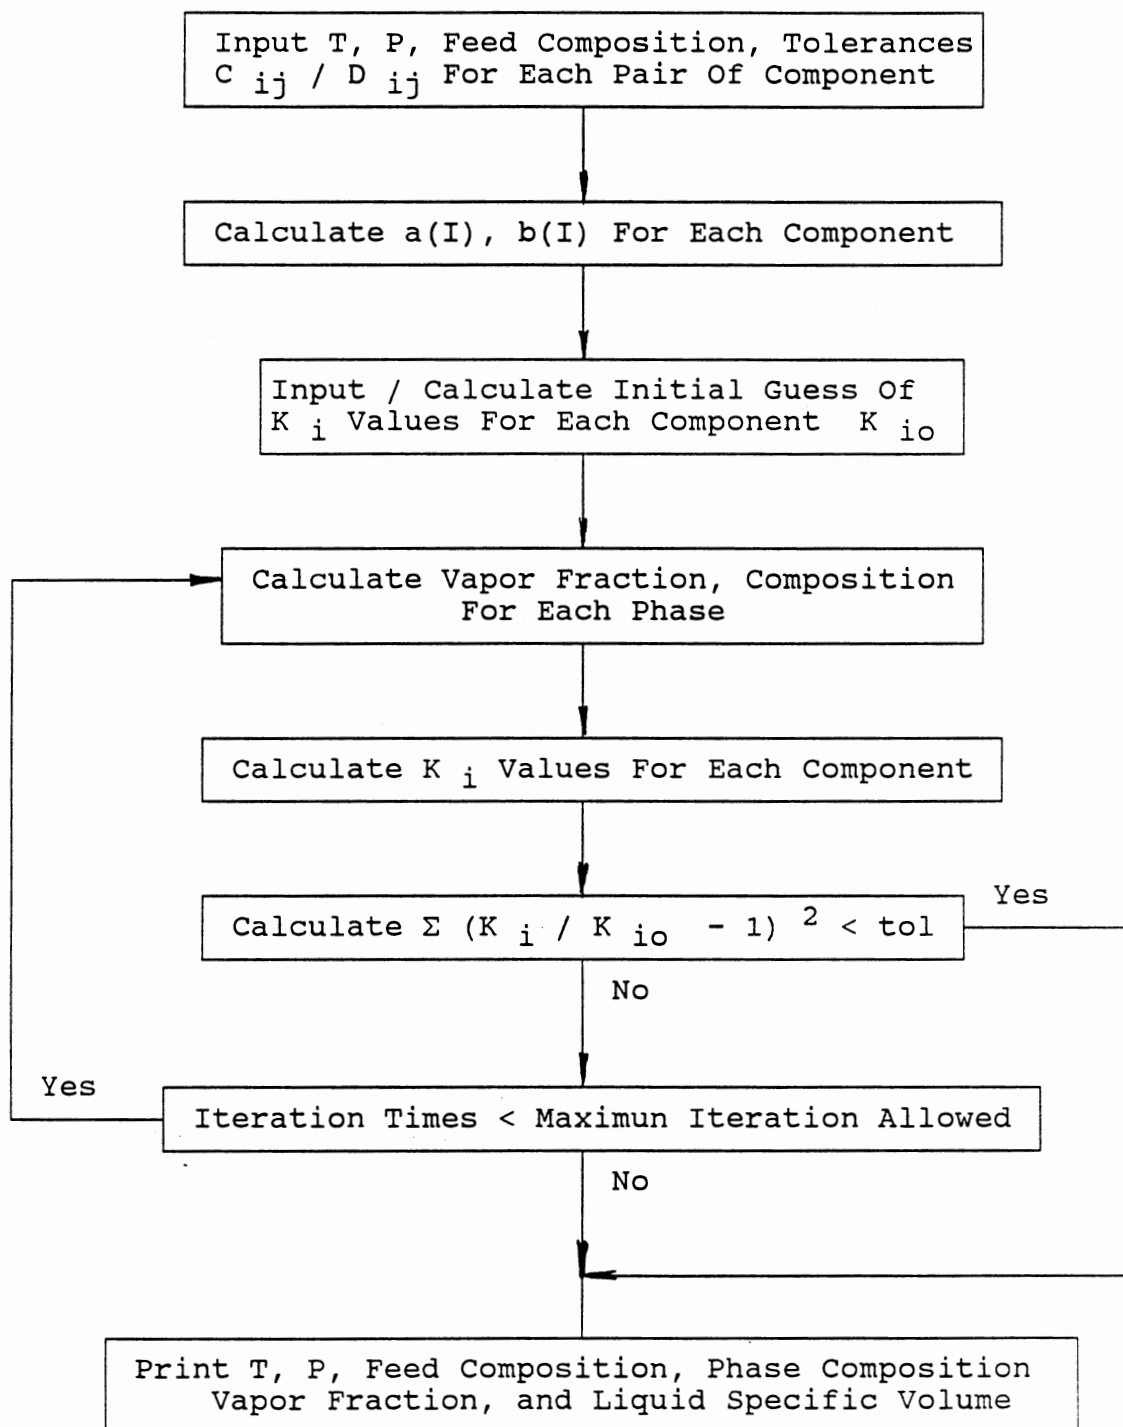 Input T, P, Feed Composition, Tolerances
C ij / D ij For Each Pair Of Component
Calculate a(I), b(I) For Each Component
Input / Calculate Initial Guess Of
K i Values For Each Component K io
Calculate Vapor Fraction, Composition
For Each Phase
Calculate K i Values For Each Component
Yes
Calculate Σ (K i / K io - 1) 2 < tol
No
Yes
Iteration Times < Maximun Iteration Allowed
No
Print T, P, Feed Composition, Phase Composition
Vapor Fraction, and Liquid Specific Volume